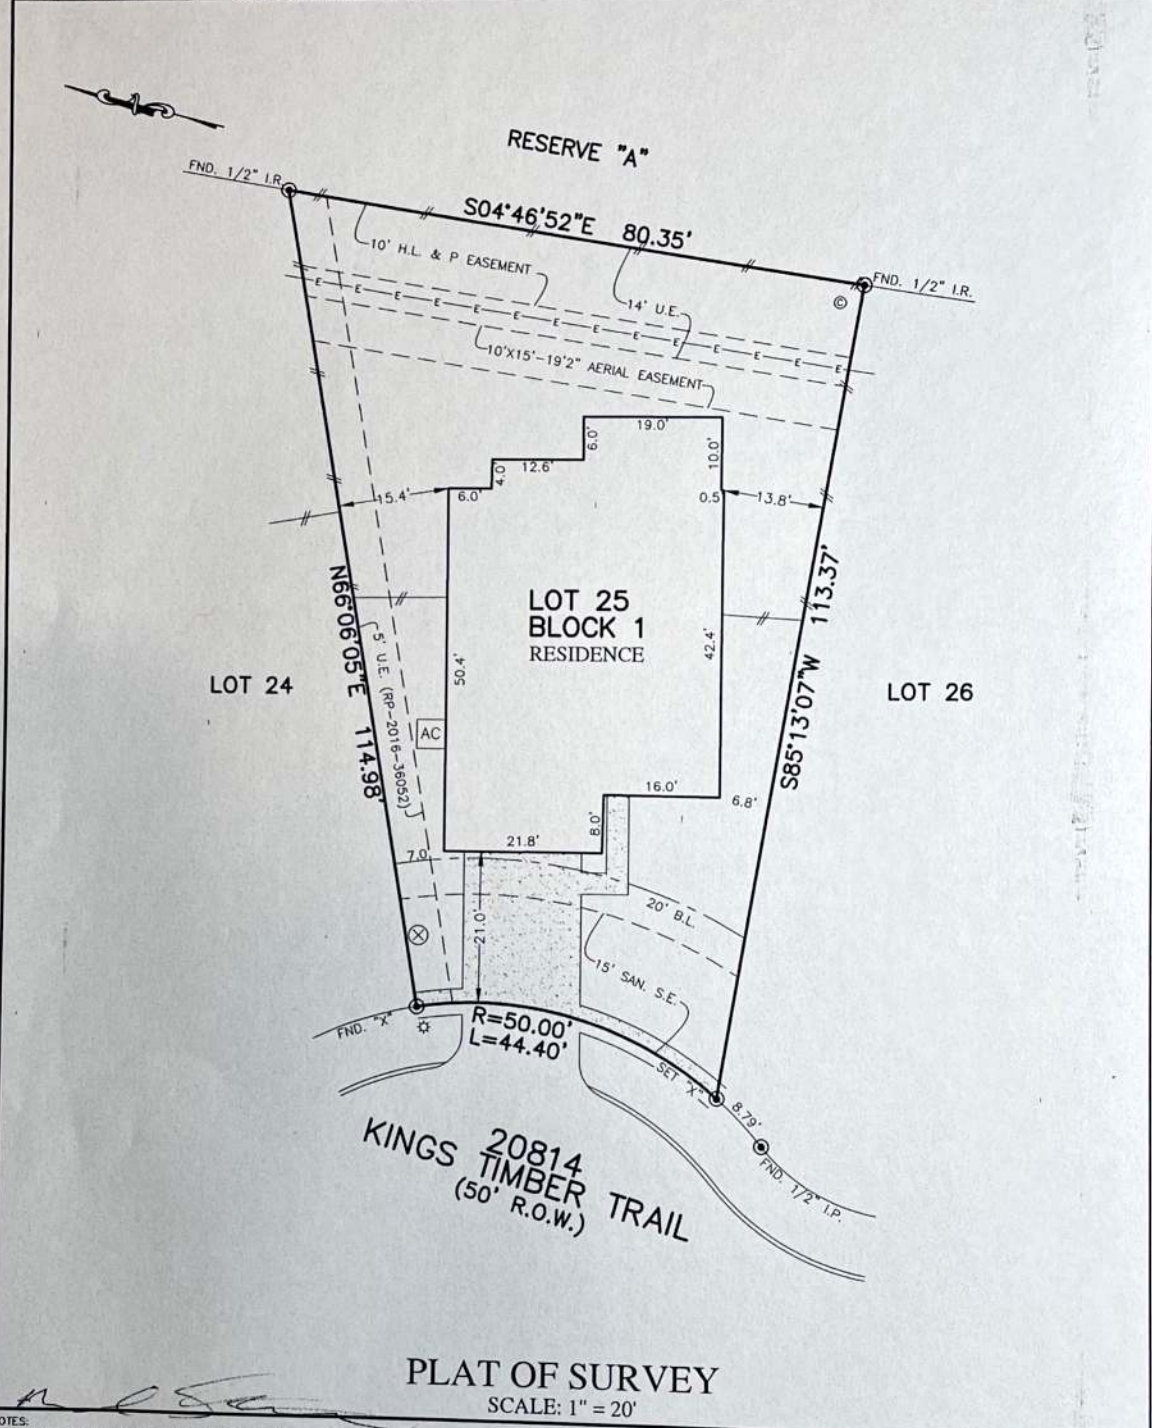 RESERVE "A"
FND. 1/2" I.R.
S04°46'52"E 80.35'
10' H.L. & P EASEMENT
FND. 1/2" I.R.
©
14' U.E.
E E E E E E E E E E E E E E
10'X15'-19'2" AERIAL EASEMENT
19.0'
6.0'
10.0'
12.6'
4.0'
15.4'
6.0'
0.5
13.8'
N66°06'05"E 114.98'
S85°13'07"W 113.37'
LOT 25
BLOCK 1
RESIDENCE
50.4'
42.4'
LOT 24
LOT 26
5' U.E. (RP-2016-36052)
AC
16.0'
6.8'
8.0'
21.8'
7.0
20' B.L.
21.0'
15' SAN. S.E.
R=50.00'
L=44.40'
FND. "X"
SET "X"
8.79'
FND. 1/2" I.P.
20814
KINGS TIMBER TRAIL
(50' R.O.W.)
PLAT OF SURVEY
SCALE: 1" = 20'
OTES: